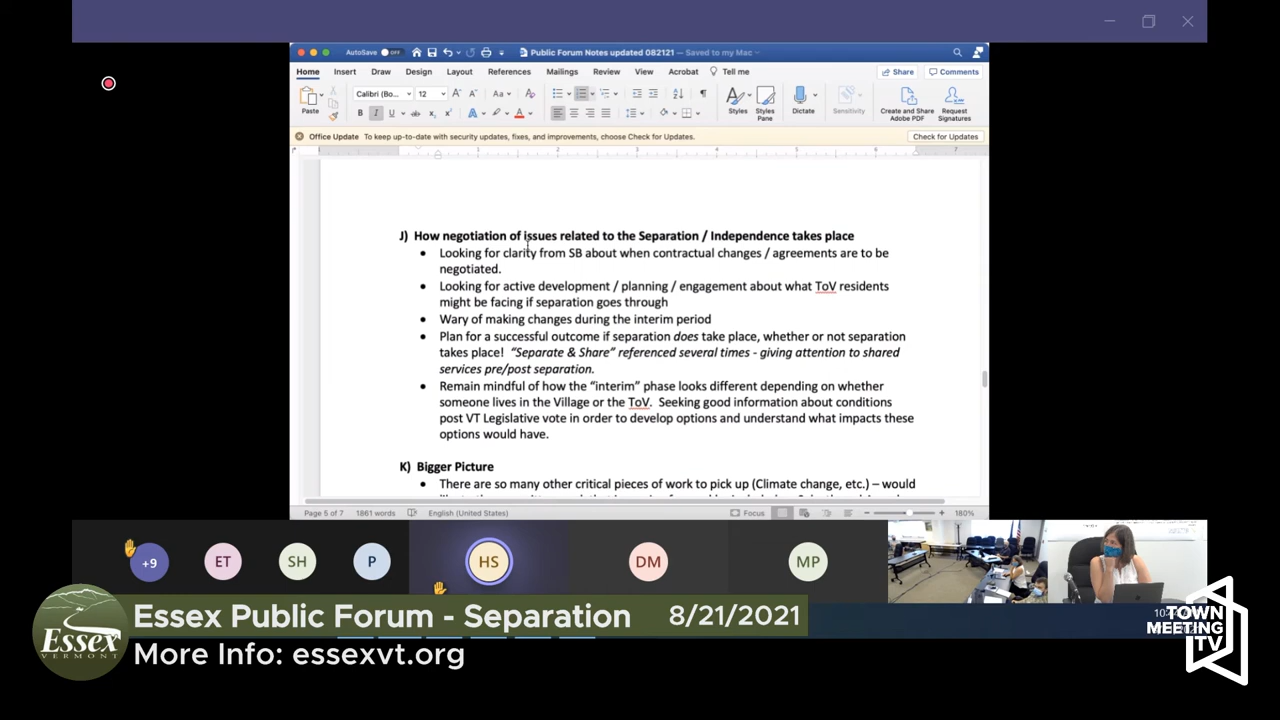 AutoSave OFF Public Forum Notes updated 082121 — Saved to my Mac
Home Insert Draw Design Layout References Mailings Review View Acrobat Tell me Share Comments
Paste Calibri (Bo... 12 Aa Styles Styles Pane Dictate Sensitivity Create and Share Adobe PDF Request Signatures
B I U
Office Update To keep up-to-date with security updates, fixes, and improvements, choose Check for Updates. Check for Updates
J) How negotiation of issues related to the Separation / Independence takes place
• Looking for clarity from SB about when contractual changes / agreements are to be
negotiated.
• Looking for active development / planning / engagement about what ToV residents
might be facing if separation goes through
• Wary of making changes during the interim period
• Plan for a successful outcome if separation does take place, whether or not separation
takes place! “Separate & Share” referenced several times - giving attention to shared
services pre/post separation.
• Remain mindful of how the “interim” phase looks different depending on whether
someone lives in the Village or the ToV. Seeking good information about conditions
post VT Legislative vote in order to develop options and understand what impacts these
options would have.
K) Bigger Picture
• There are so many other critical pieces of work to pick up (Climate change, etc.) – would
Page 5 of 7 1861 words English (United States) Focus 180%
+9 ET SH P HS DM MP
Essex Public Forum - Separation 8/21/2021
More Info: essexvt.org
Essex
VERMONT
TOWN
MEETING
TV